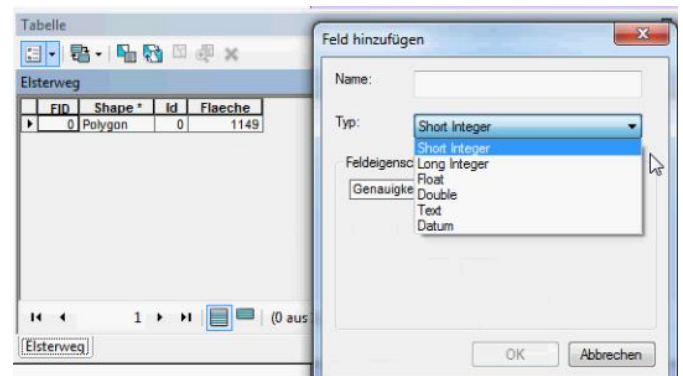 Tabelle
Elsterweg
FID Shape * Id Flaeche
0 Polygon 0 1149
1
(0 aus
Elsterweg
Feld hinzufügen
Name:
Typ:
Short Integer
Short Integer
Long Integer
Float
Double
Text
Datum
Feldeigensc
Genauigke
OK
Abbrechen